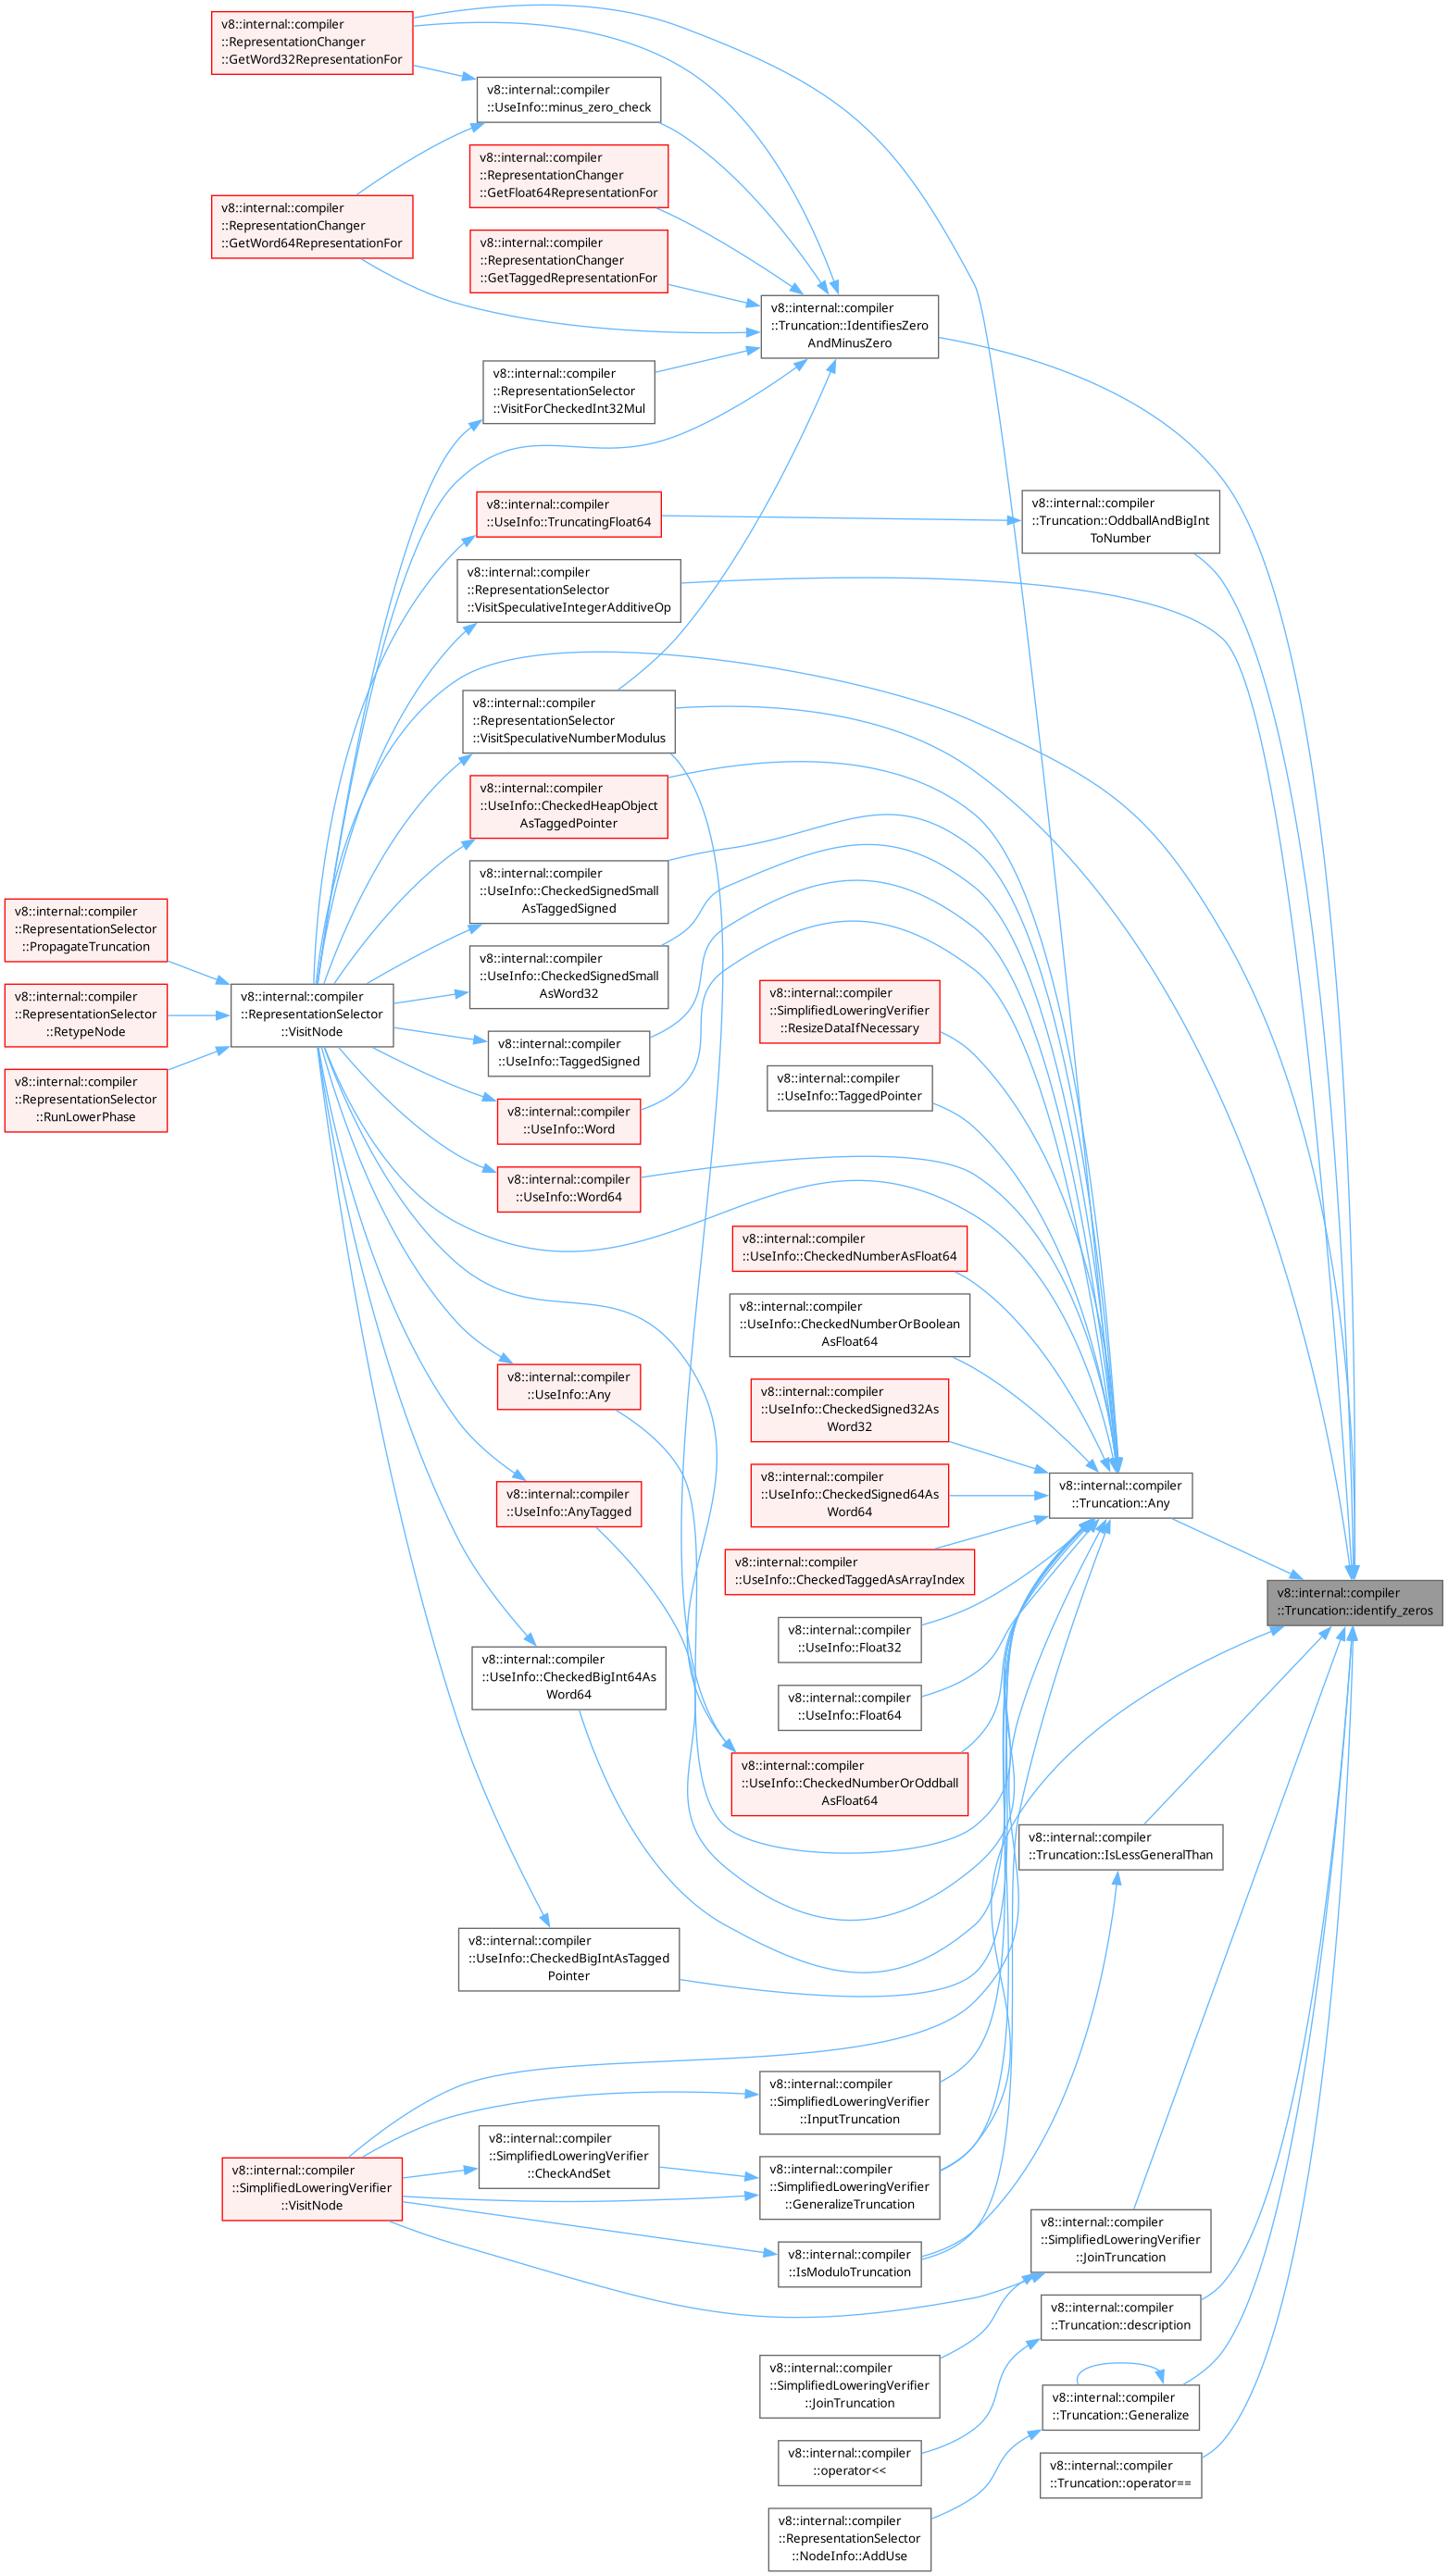 v8::internal::compiler
::RepresentationChanger
::GetWord32RepresentationFor
v8::internal::compiler
::UseInfo::minus_zero_check
v8::internal::compiler
::RepresentationChanger
::GetFloat64RepresentationFor
v8::internal::compiler
::RepresentationChanger
::GetWord64RepresentationFor
v8::internal::compiler
::RepresentationChanger
::GetTaggedRepresentationFor
v8::internal::compiler
::Truncation::IdentifiesZero
AndMinusZero
v8::internal::compiler
::RepresentationSelector
::VisitForCheckedInt32Mul
v8::internal::compiler
::UseInfo::TruncatingFloat64
v8::internal::compiler
::Truncation::OddballAndBigInt
ToNumber
v8::internal::compiler
::RepresentationSelector
::VisitSpeculativeIntegerAdditiveOp
v8::internal::compiler
::RepresentationSelector
::VisitSpeculativeNumberModulus
v8::internal::compiler
::UseInfo::CheckedHeapObject
AsTaggedPointer
v8::internal::compiler
::UseInfo::CheckedSignedSmall
AsTaggedSigned
v8::internal::compiler
::RepresentationSelector
::PropagateTruncation
v8::internal::compiler
::UseInfo::CheckedSignedSmall
AsWord32
v8::internal::compiler
::RepresentationSelector
::RetypeNode
v8::internal::compiler
::RepresentationSelector
::VisitNode
v8::internal::compiler
::SimplifiedLoweringVerifier
::ResizeDataIfNecessary
v8::internal::compiler
::UseInfo::TaggedSigned
v8::internal::compiler
::UseInfo::TaggedPointer
v8::internal::compiler
::RepresentationSelector
::RunLowerPhase
v8::internal::compiler
::UseInfo::Word
v8::internal::compiler
::UseInfo::Word64
v8::internal::compiler
::UseInfo::CheckedNumberAsFloat64
v8::internal::compiler
::UseInfo::CheckedNumberOrBoolean
AsFloat64
v8::internal::compiler
::UseInfo::Any
v8::internal::compiler
::UseInfo::CheckedSigned32As
Word32
v8::internal::compiler
::UseInfo::AnyTagged
v8::internal::compiler
::UseInfo::CheckedSigned64As
Word64
v8::internal::compiler
::Truncation::Any
v8::internal::compiler
::UseInfo::CheckedTaggedAsArrayIndex
v8::internal::compiler
::Truncation::identify_zeros
v8::internal::compiler
::UseInfo::Float32
v8::internal::compiler
::UseInfo::CheckedBigInt64As
Word64
v8::internal::compiler
::UseInfo::Float64
v8::internal::compiler
::UseInfo::CheckedNumberOrOddball
AsFloat64
v8::internal::compiler
::Truncation::IsLessGeneralThan
v8::internal::compiler
::UseInfo::CheckedBigIntAsTagged
Pointer
v8::internal::compiler
::SimplifiedLoweringVerifier
::InputTruncation
v8::internal::compiler
::SimplifiedLoweringVerifier
::CheckAndSet
v8::internal::compiler
::SimplifiedLoweringVerifier
::VisitNode
v8::internal::compiler
::SimplifiedLoweringVerifier
::GeneralizeTruncation
v8::internal::compiler
::SimplifiedLoweringVerifier
::JoinTruncation
v8::internal::compiler
::IsModuloTruncation
v8::internal::compiler
::Truncation::description
v8::internal::compiler
::SimplifiedLoweringVerifier
::JoinTruncation
v8::internal::compiler
::Truncation::Generalize
v8::internal::compiler
::operator<<
v8::internal::compiler
::Truncation::operator==
v8::internal::compiler
::RepresentationSelector
::NodeInfo::AddUse